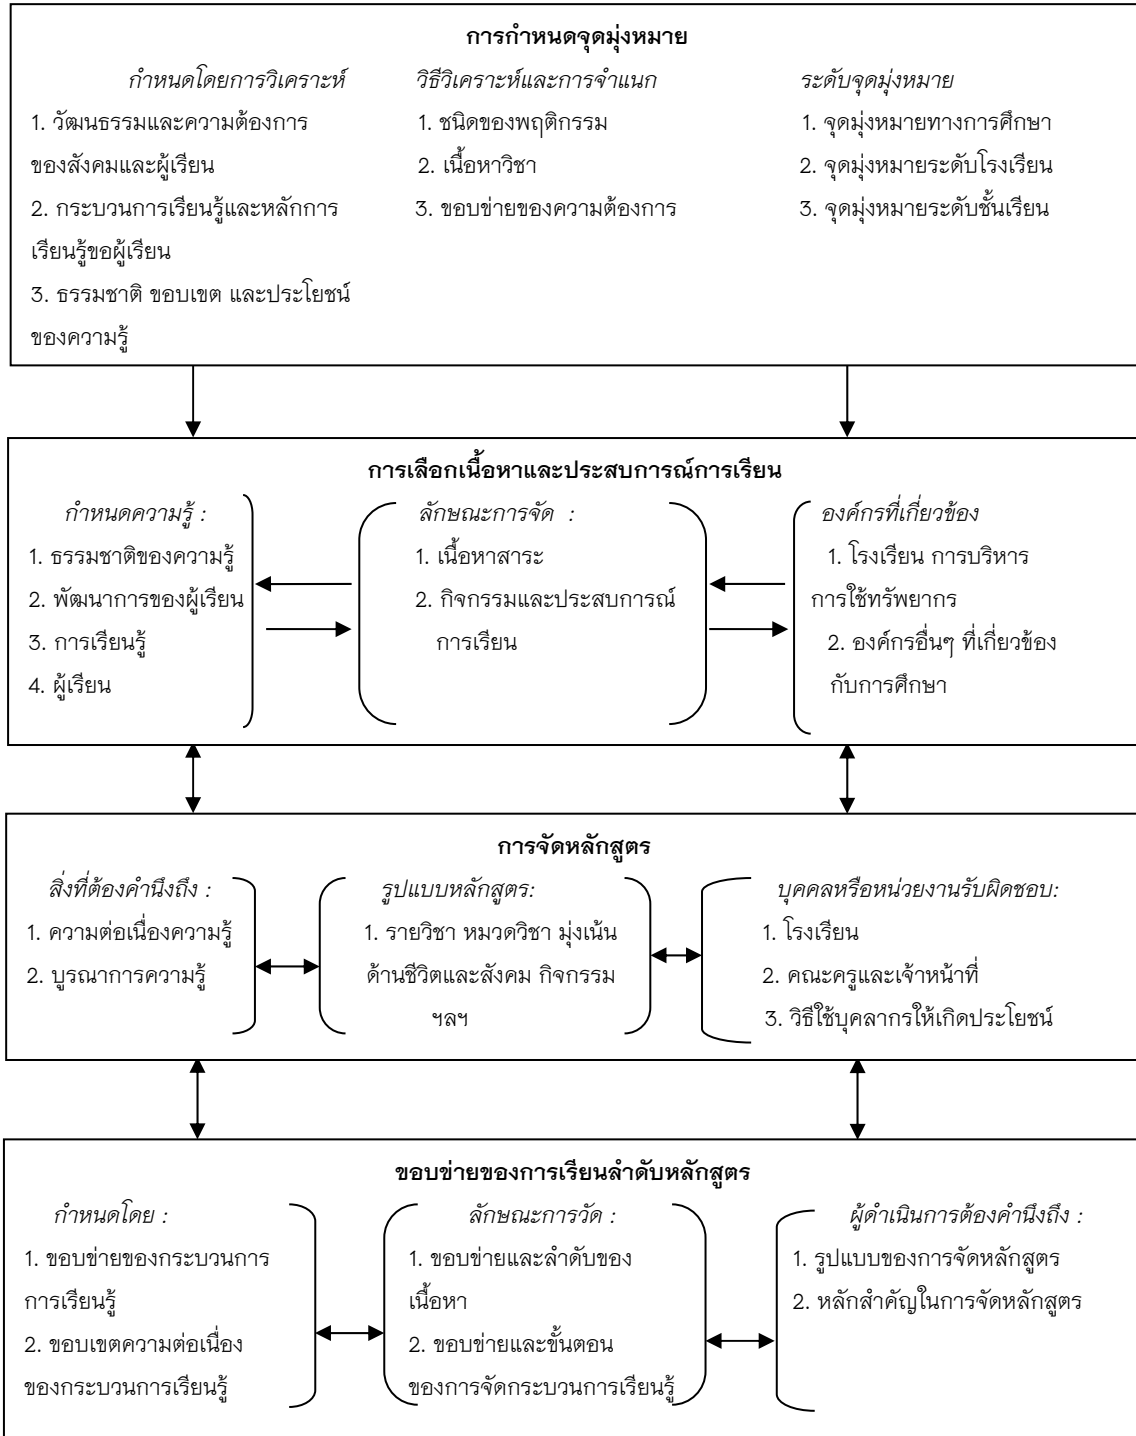 การกำหนดจุดมุ่งหมาย
กำหนดโดยการวิเคราะห์
1. วัฒนธรรมและความต้องการ
ของสังคมและผู้เรียน
2. กระบวนการเรียนรู้และหลักการ
เรียนรู้ขอผู้เรียน
3. ธรรมชาติ ขอบเขต และประโยชน์
ของความรู้
วิธีวิเคราะห์และการจำแนก
1. ชนิดของพฤติกรรม
2. เนื้อหาวิชา
3. ขอบข่ายของความต้องการ
ระดับจุดมุ่งหมาย
1. จุดมุ่งหมายทางการศึกษา
2. จุดมุ่งหมายระดับโรงเรียน
3. จุดมุ่งหมายระดับชั้นเรียน
การเลือกเนื้อหาและประสบการณ์การเรียน
กำหนดความรู้ :
1. ธรรมชาติของความรู้
2. พัฒนาการของผู้เรียน
3. การเรียนรู้
4. ผู้เรียน
ลักษณะการจัด :
1. เนื้อหาสาระ
2. กิจกรรมและประสบการณ์
การเรียน
องค์กรที่เกี่ยวข้อง
1. โรงเรียน การบริหาร
การใช้ทรัพยากร
2. องค์กรอื่นๆ ที่เกี่ยวข้อง
กับการศึกษา
การจัดหลักสูตร
สิ่งที่ต้องคำนึงถึง :
1. ความต่อเนื่องความรู้
2. บูรณาการความรู้
รูปแบบหลักสูตร:
1. รายวิชา หมวดวิชา มุ่งเน้น
ด้านชีวิตและสังคม กิจกรรม
ฯลฯ
บุคคลหรือหน่วยงานรับผิดชอบ:
1. โรงเรียน
2. คณะครูและเจ้าหน้าที่
3. วิธีใช้บุคลากรให้เกิดประโยชน์
ขอบข่ายของการเรียนลำดับหลักสูตร
กำหนดโดย :
1. ขอบข่ายของกระบวนการ
การเรียนรู้
2. ขอบเขตความต่อเนื่อง
ของกระบวนการเรียนรู้
ลักษณะการวัด :
1. ขอบข่ายและลำดับของ
เนื้อหา
2. ขอบข่ายและขั้นตอน
ของการจัดกระบวนการเรียนรู้
ผู้ดำเนินการต้องคำนึงถึง :
1. รูปแบบของการจัดหลักสูตร
2. หลักสำคัญในการจัดหลักสูตร